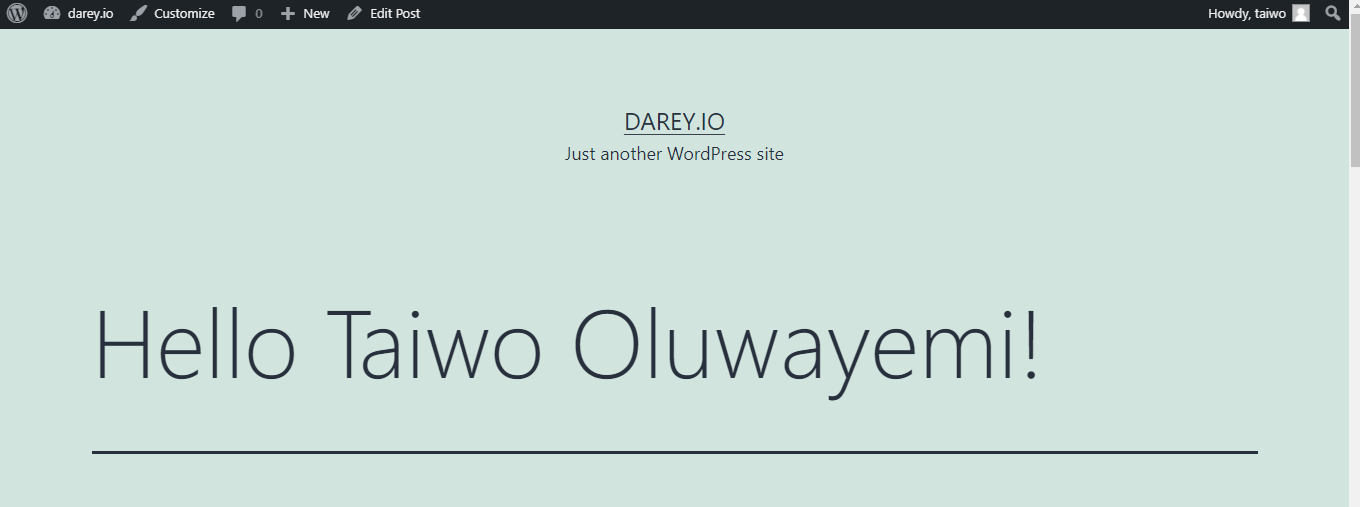 darey.io Customize 0 New Edit Post Howdy, taiwo
DAREY.IO
Just another WordPress site
Hello Taiwo Oluwayemi!